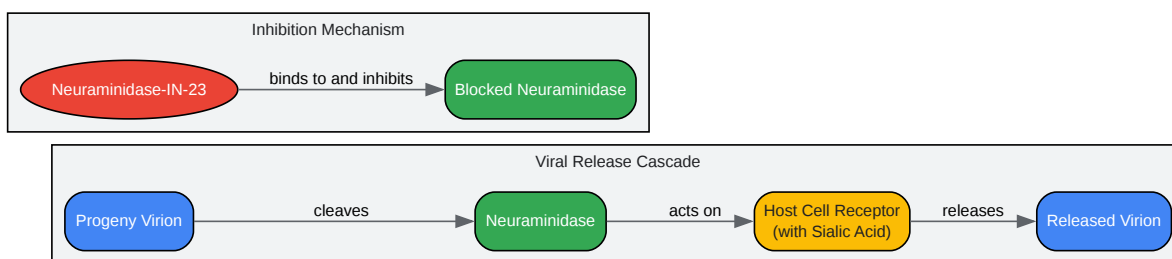 Inhibition Mechanism
Neuraminidase-IN-23
binds to and inhibits
Blocked Neuraminidase
Viral Release Cascade
Progeny Virion
cleaves
Neuraminidase
acts on
Host Cell Receptor
(with Sialic Acid)
releases
Released Virion